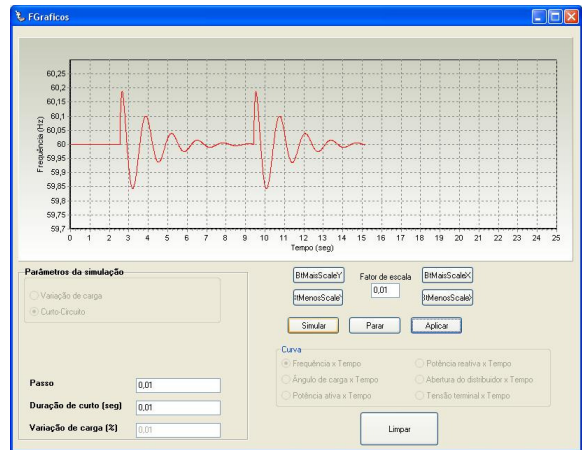 FGraficos
60,25
60,2
60,15
60,1
60,05
60
59,95
59,9
59,85
59,8
59,75
59,7
Frequência (Hz)
0 1 2 3 4 5 6 7 8 9 10 11 12 13 14 15 16 17 18 19 20 21 22 23 24 25
Tempo (seg)
Parâmetros da simulação
Variação de carga
Curto-Circuito
Passo 0,01
Duração de curto (seg) 0,01
Variação de carga (%) 0,01
BtMaisScaleY Fator de escala BtMaisScaleX
0,01
BtMenosScaleY BtMenosScaleX
Simular Parar Aplicar
Curva
Frequência x Tempo Potência reativa x Tempo
Ângulo de carga x Tempo Abertura do distribuidor x Tempo
Potência ativa x Tempo Tensão terminal x Tempo
Limpar